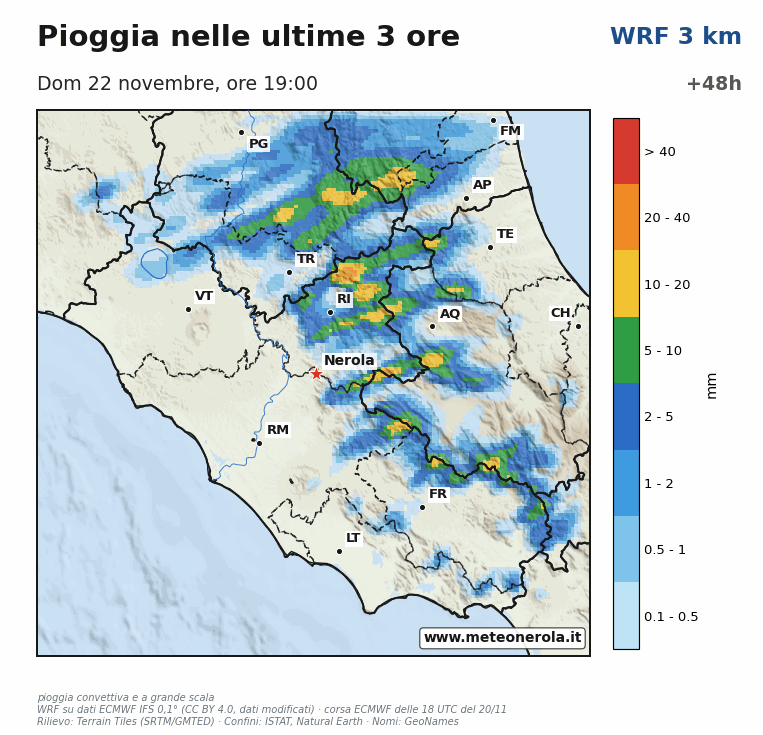 Pioggia nelle ultime 3 ore
WRF 3 km
Dom 22 novembre, ore 19:00
+48h
FM
PG
AP
TE
TR
VT
RI
AQ
CH
Nerola
RM
FR
LT
www.meteonerola.it
> 40
20 - 40
10 - 20
5 - 10
2 - 5
1 - 2
0.5 - 1
0.1 - 0.5
mm
pioggia convettiva e a grande scala
WRF su dati ECMWF IFS 0,1° (CC BY 4.0, dati modificati) · corsa ECMWF delle 18 UTC del 20/11
Rilievo: Terrain Tiles (SRTM/GMTED) · Confini: ISTAT, Natural Earth · Nomi: GeoNames